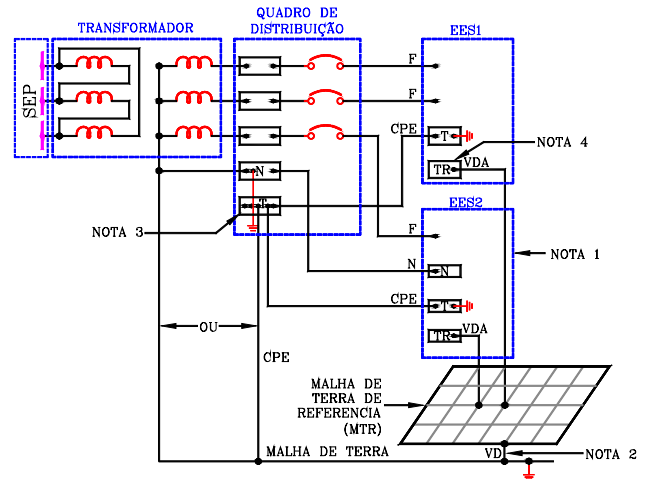 TRANSFORMADOR
QUADRO DE
DISTRIBUIÇÃO
EES1
SEP
F
F
CPE
T
NOTA 4
TR
VDA
N
T
NOTA 3
EES2
F
NOTA 1
N
N
CPE
T
OU
TR
VDA
CPE
MALHA DE
TERRA DE
REFERENCIA
(MTR)
MALHA DE TERRA
VD
NOTA 2